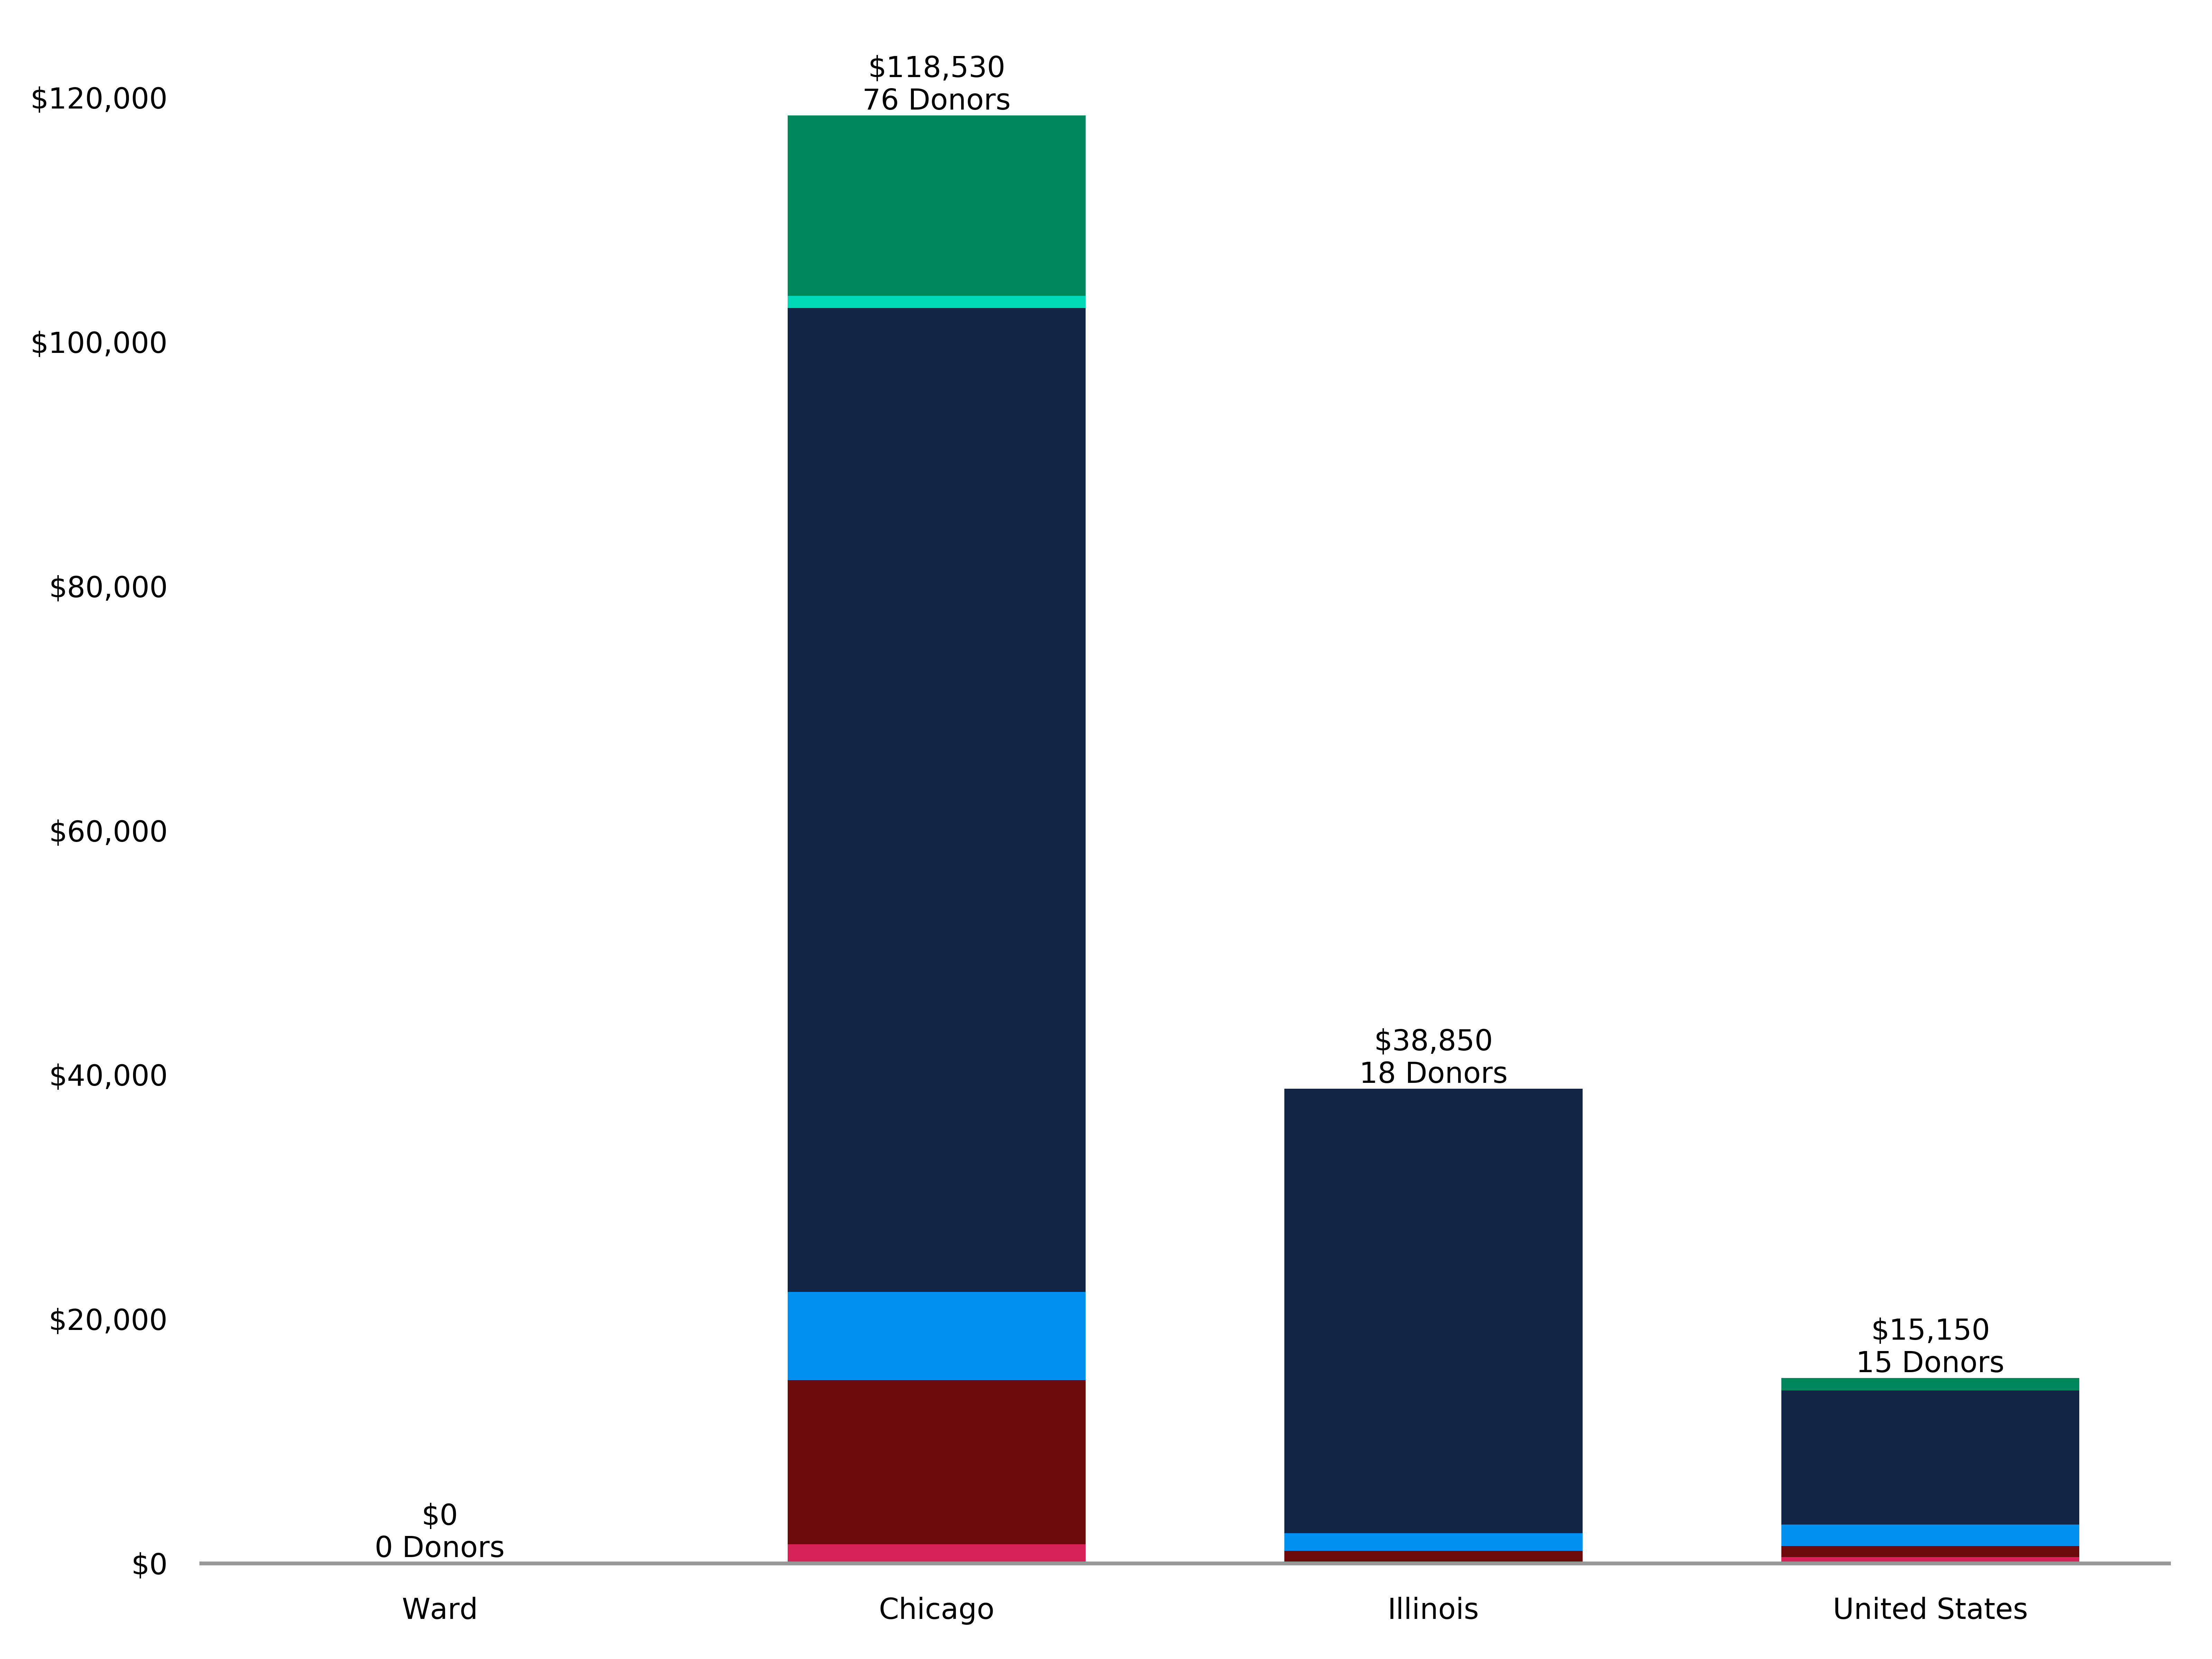 $120,000
$100,000
$80,000
$60,000
$40,000
$20,000
$0
$0
0 Donors
$118,530
76 Donors
$38,850
18 Donors
$15,150
15 Donors
Ward
Chicago
Illinois
United States